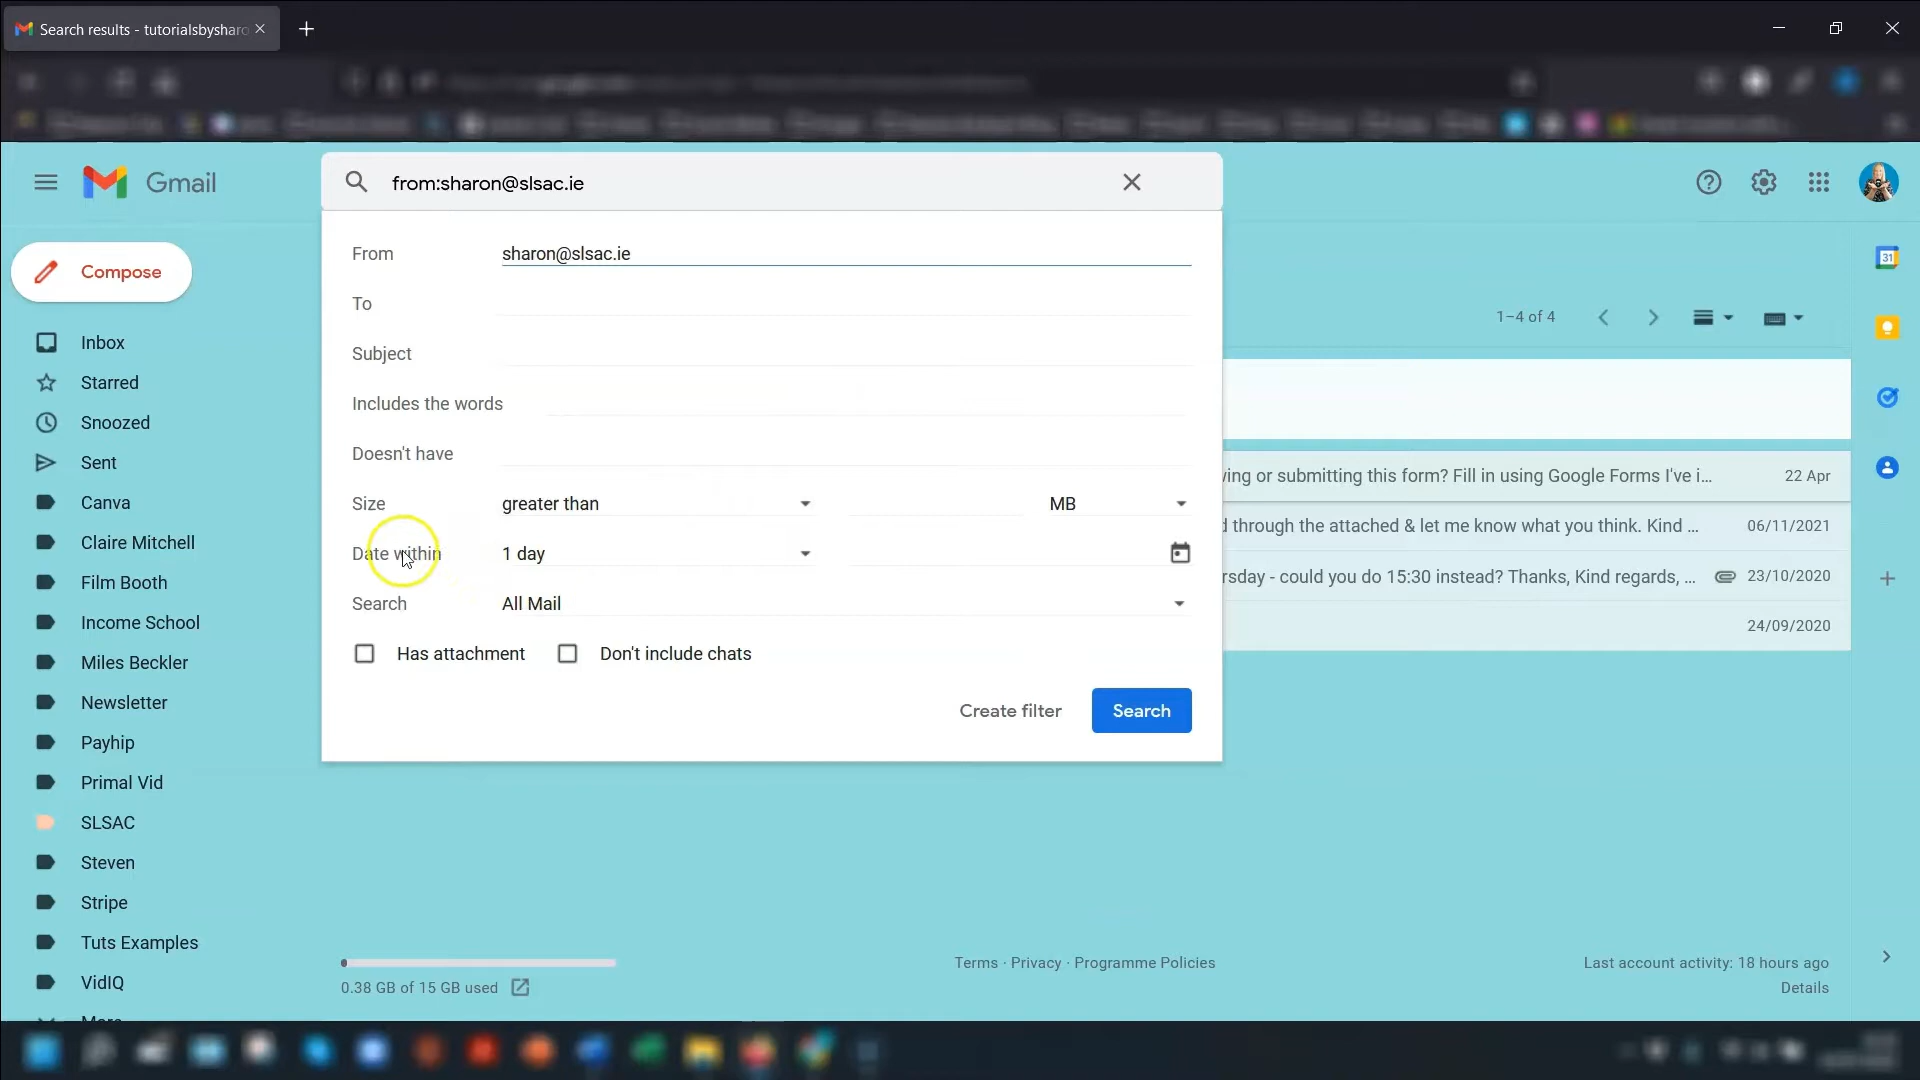 Search results - tutorialsbysharo
Gmail
from:sharon@slsac.ie
Compose
Inbox
Starred
Snoozed
Sent
Canva
Claire Mitchell
Film Booth
Income School
Miles Beckler
Newsletter
Payhip
Primal Vid
SLSAC
Steven
Stripe
Tuts Examples
VidIQ
More
From sharon@slsac.ie
To
Subject
Includes the words
Doesn't have
Size greater than MB
Date within 1 day
Search All Mail
Has attachment Don't include chats
Create filter Search
1–4 of 4
31
ving or submitting this form? Fill in using Google Forms I've i... 22 Apr
d through the attached & let me know what you think. Kind ... 06/11/2021
rsday - could you do 15:30 instead? Thanks, Kind regards, ... 23/10/2020
24/09/2020
0.38 GB of 15 GB used
Terms · Privacy · Programme Policies
Last account activity: 18 hours ago
Details